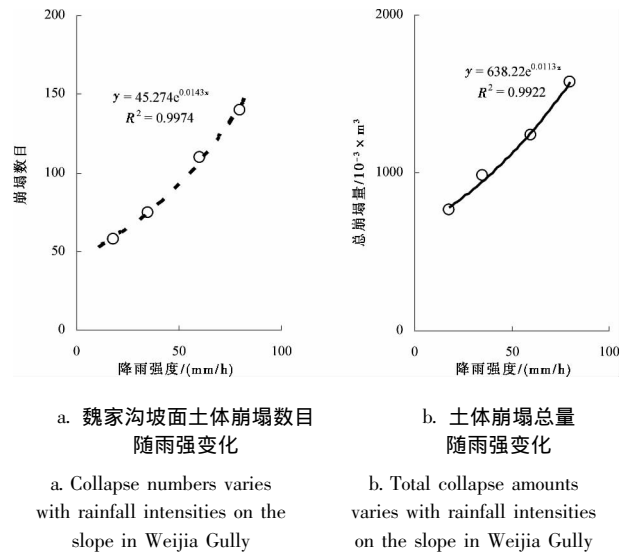 200
150
100
50
0
0
50
100
崩塌数目
y = 45.274e^0.0143x
R² = 0.9974
降雨强度/(mm/h)
2000
1000
0
0
50
100
总崩塌量/10⁻³ × m³
y = 638.22e^0.0113x
R² = 0.9922
降雨强度/(mm/h)
a. 魏家沟坡面土体崩塌数目
随雨强变化
a. Collapse numbers varies
with rainfall intensities on the
slope in Weijia Gully
b. 土体崩塌总量
随雨强变化
b. Total collapse amounts
varies with rainfall intensities
on the slope in Weijia Gully